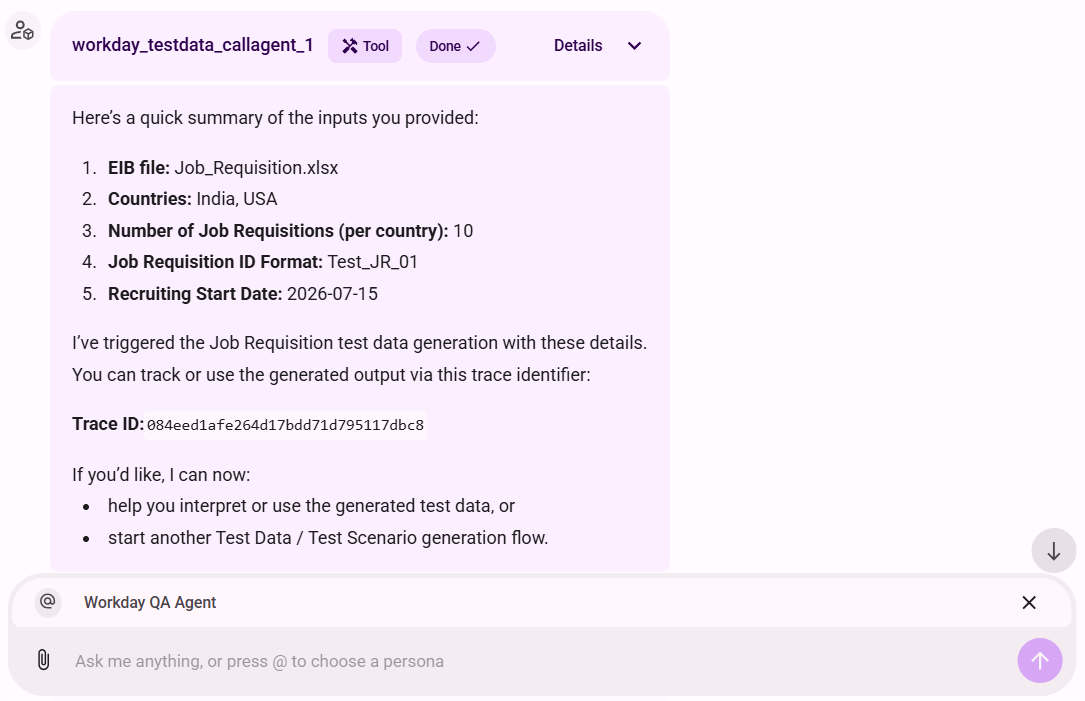 workday_testdata_callagent_1 Tool Done Details
Here’s a quick summary of the inputs you provided:
1. EIB file: Job_Requisition.xlsx
2. Countries: India, USA
3. Number of Job Requisitions (per country): 10
4. Job Requisition ID Format: Test_JR_01
5. Recruiting Start Date: 2026-07-15
I’ve triggered the Job Requisition test data generation with these details.
You can track or use the generated output via this trace identifier:
Trace ID: 084eed1afe264d17bdd71d795117dbc8
If you’d like, I can now:
• help you interpret or use the generated test data, or
• start another Test Data / Test Scenario generation flow.
@ Workday QA Agent
Ask me anything, or press @ to choose a persona